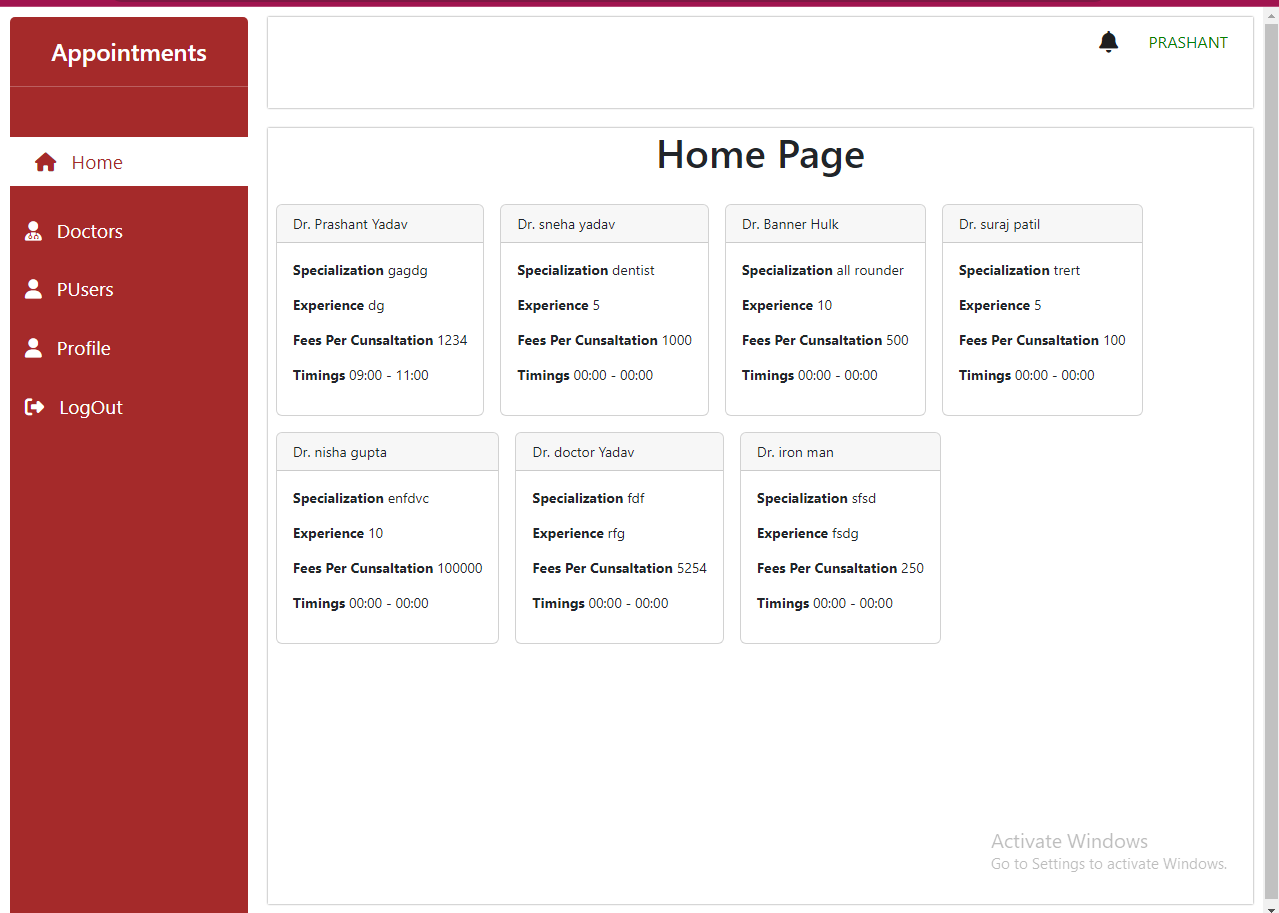 Appointments
PRASHANT
Home
Doctors
PUsers
Profile
LogOut
Home Page
Dr. Prashant Yadav
Specialization gagdg
Experience dg
Fees Per Cunsaltation 1234
Timings 09:00 - 11:00
Dr. sneha yadav
Specialization dentist
Experience 5
Fees Per Cunsaltation 1000
Timings 00:00 - 00:00
Dr. Banner Hulk
Specialization all rounder
Experience 10
Fees Per Cunsaltation 500
Timings 00:00 - 00:00
Dr. suraj patil
Specialization trert
Experience 5
Fees Per Cunsaltation 100
Timings 00:00 - 00:00
Dr. nisha gupta
Specialization enfdvc
Experience 10
Fees Per Cunsaltation 100000
Timings 00:00 - 00:00
Dr. doctor Yadav
Specialization fdf
Experience rfg
Fees Per Cunsaltation 5254
Timings 00:00 - 00:00
Dr. iron man
Specialization sfsd
Experience fsdg
Fees Per Cunsaltation 250
Timings 00:00 - 00:00
Activate Windows
Go to Settings to activate Windows.